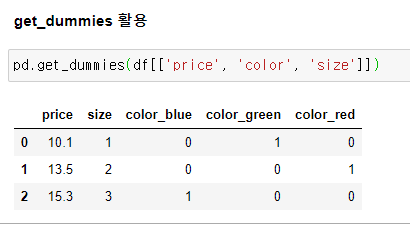 get_dummies 활용
pd.get_dummies(df[['price', 'color', 'size']])
price size color_blue color_green color_red
0 10.1 1 0 1 0
1 13.5 2 0 0 1
2 15.3 3 1 0 0